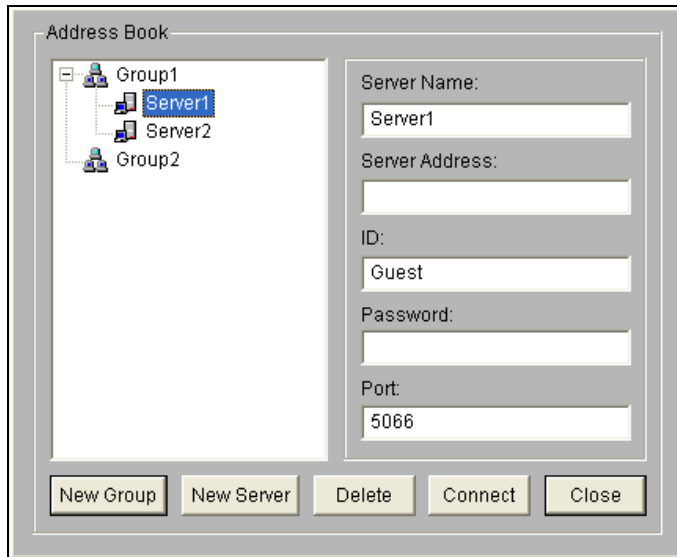 Address Book
Group1
Server1
Server2
Group2
Server Name:
Server1
Server Address:
ID:
Guest
Password:
Port:
5066
New Group New Server Delete Connect Close